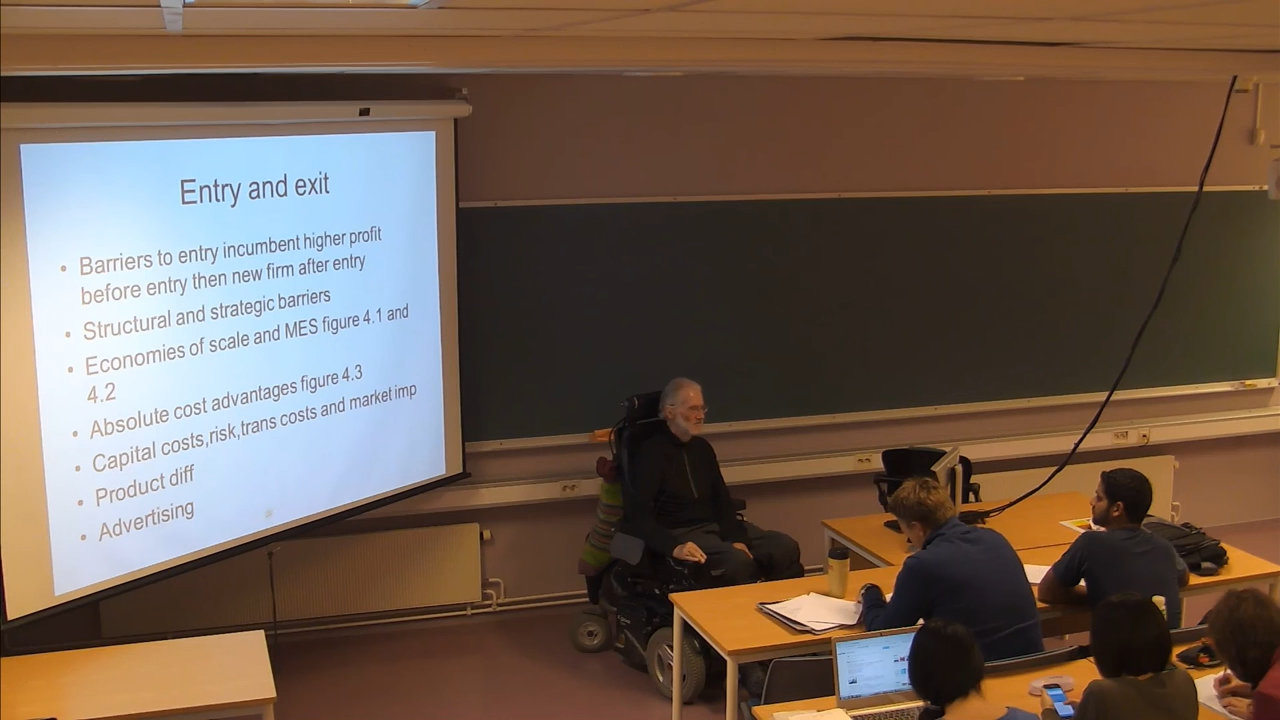 Entry and exit
• Barriers to entry incumbent higher profit
before entry then new firm after entry
• Structural and strategic barriers
• Economies of scale and MES figure 4.1 and
4.2
• Absolute cost advantages figure 4.3
• Capital costs,risk,trans costs and market imp
• Product diff
• Advertising